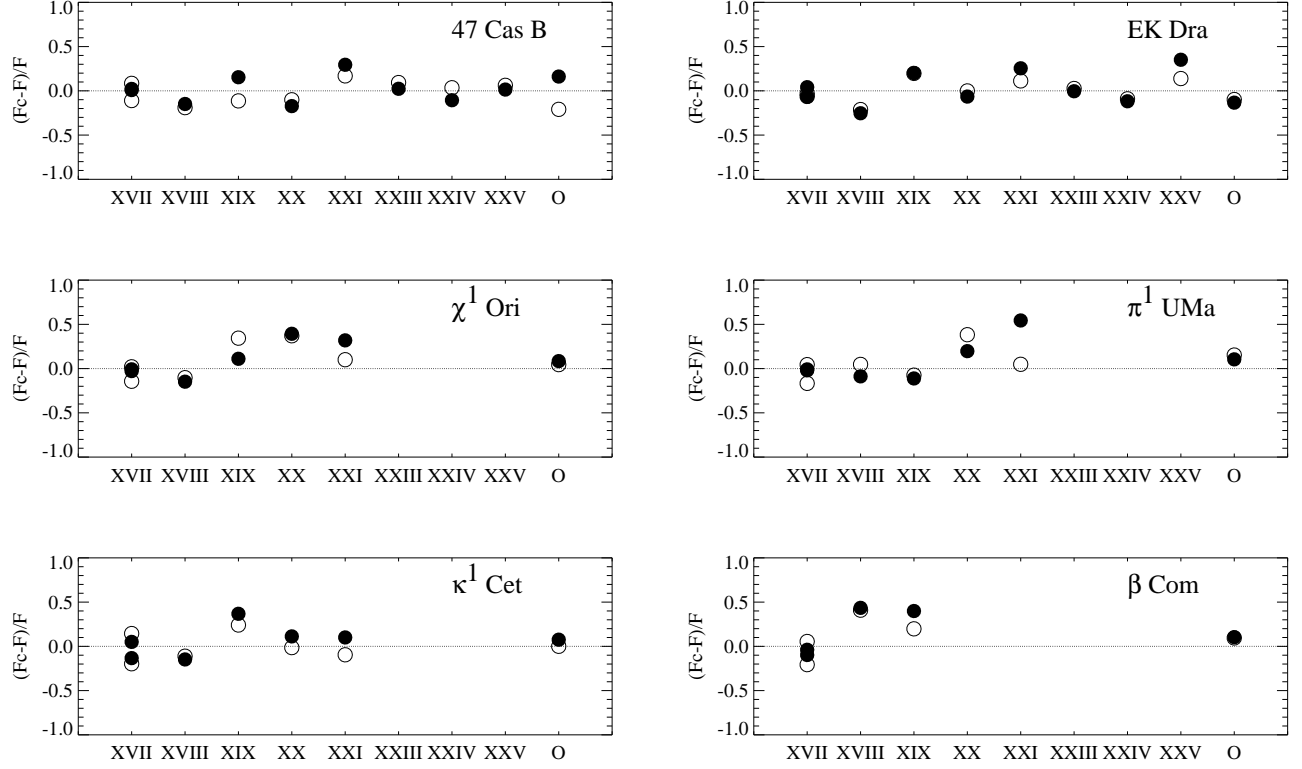 47 Cas B
1.0
0.5
0.0
-0.5
-1.0
(Fc-F)/F
XVII XVIII XIX XX XXI XXIII XXIV XXV O
EK Dra
1.0
0.5
0.0
-0.5
-1.0
(Fc-F)/F
XVII XVIII XIX XX XXI XXIII XXIV XXV O
χ¹ Ori
1.0
0.5
0.0
-0.5
-1.0
(Fc-F)/F
XVII XVIII XIX XX XXI XXIII XXIV XXV O
π¹ UMa
1.0
0.5
0.0
-0.5
-1.0
(Fc-F)/F
XVII XVIII XIX XX XXI XXIII XXIV XXV O
κ¹ Cet
1.0
0.5
0.0
-0.5
-1.0
(Fc-F)/F
XVII XVIII XIX XX XXI XXIII XXIV XXV O
β Com
1.0
0.5
0.0
-0.5
-1.0
(Fc-F)/F
XVII XVIII XIX XX XXI XXIII XXIV XXV O